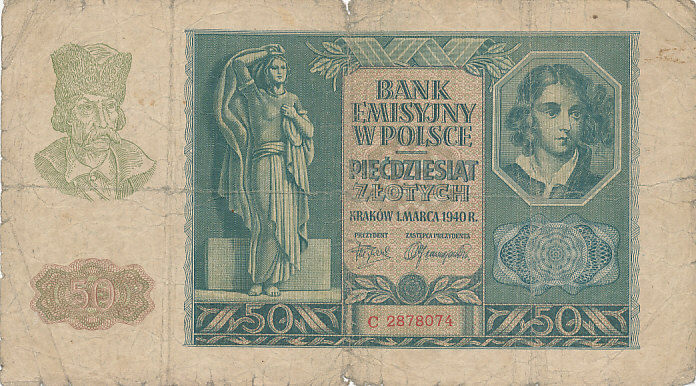 BANK
EMISYJNY
W POLSCE
PIĘĆDZIESIĄT
ZŁOTYCH
KRAKÓW 1. MARCA 1940 R.
PREZYDENT ZASTĘPCA PREZYDENTA
50
50 C 2878074 50